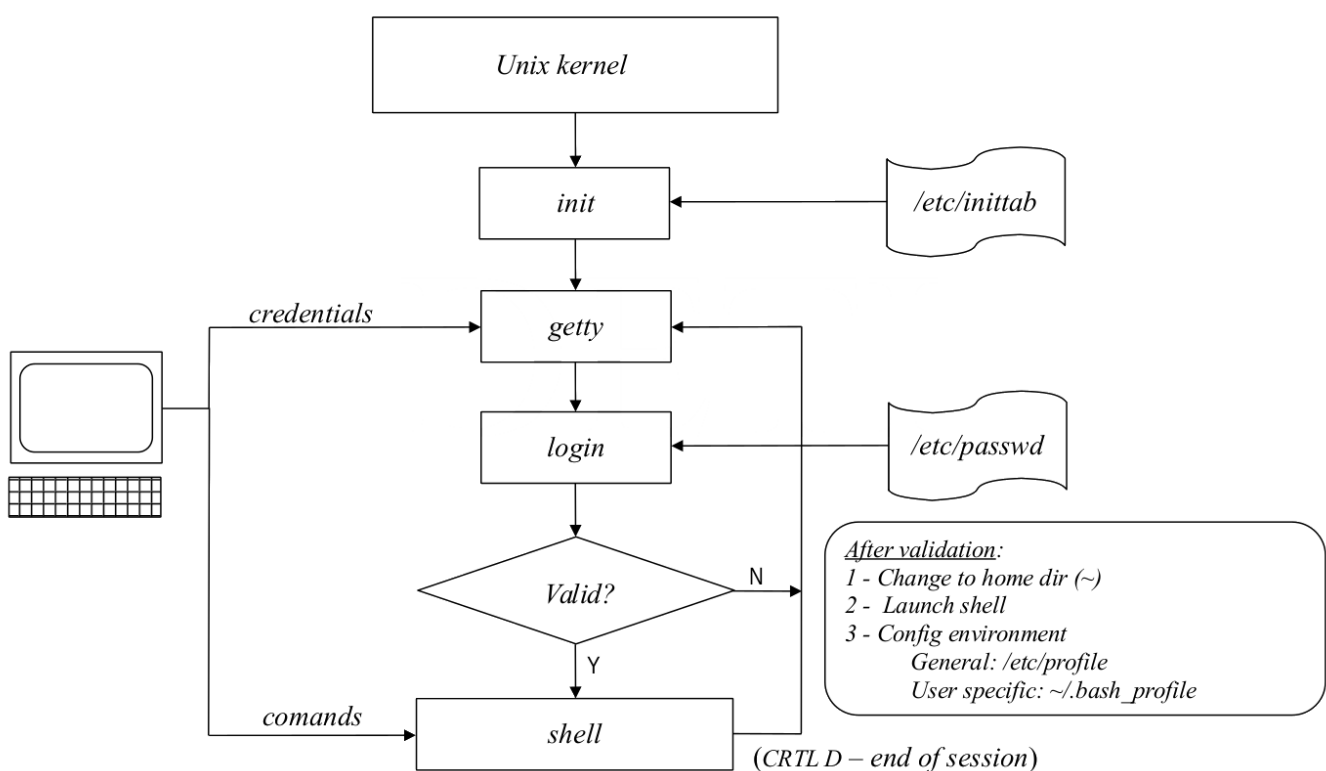 Unix kernel
init
/etc/inittab
credentials
getty
login
/etc/passwd
Valid?
N
Y
After validation:
1 - Change to home dir (~)
2 - Launch shell
3 - Config environment
General: /etc/profile
User specific: ~/.bash_profile
comands
shell
(CRTL D – end of session)